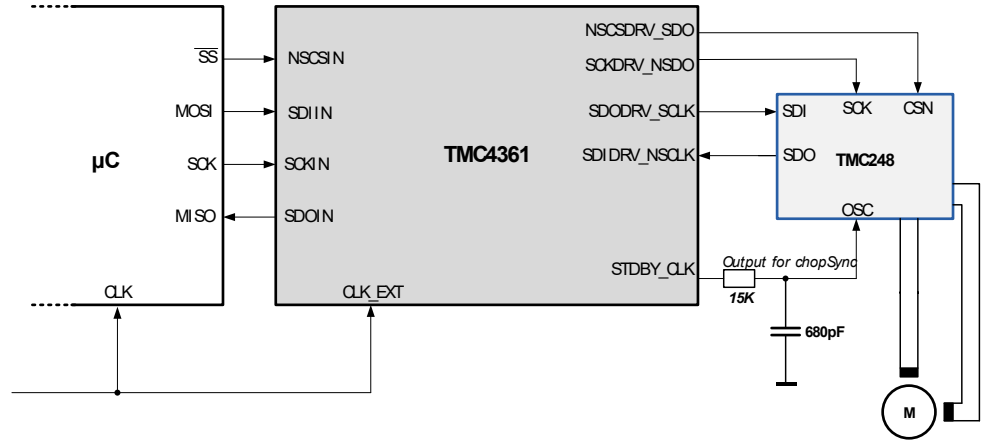 NSCSDRV_SDO
SS NSCSIN
SCKDRV_NSDO
MOSI SDIIN
SDODRV_SCLK SDI SCK CSN
µC TMC4361
SDIDRV_NSCLK SDO TMC248
SCK SCKIN
MISO SDOIN
OSC
STDBY_CLK Output for chopSync
15K
CLK CLK_EXT
680pF
M